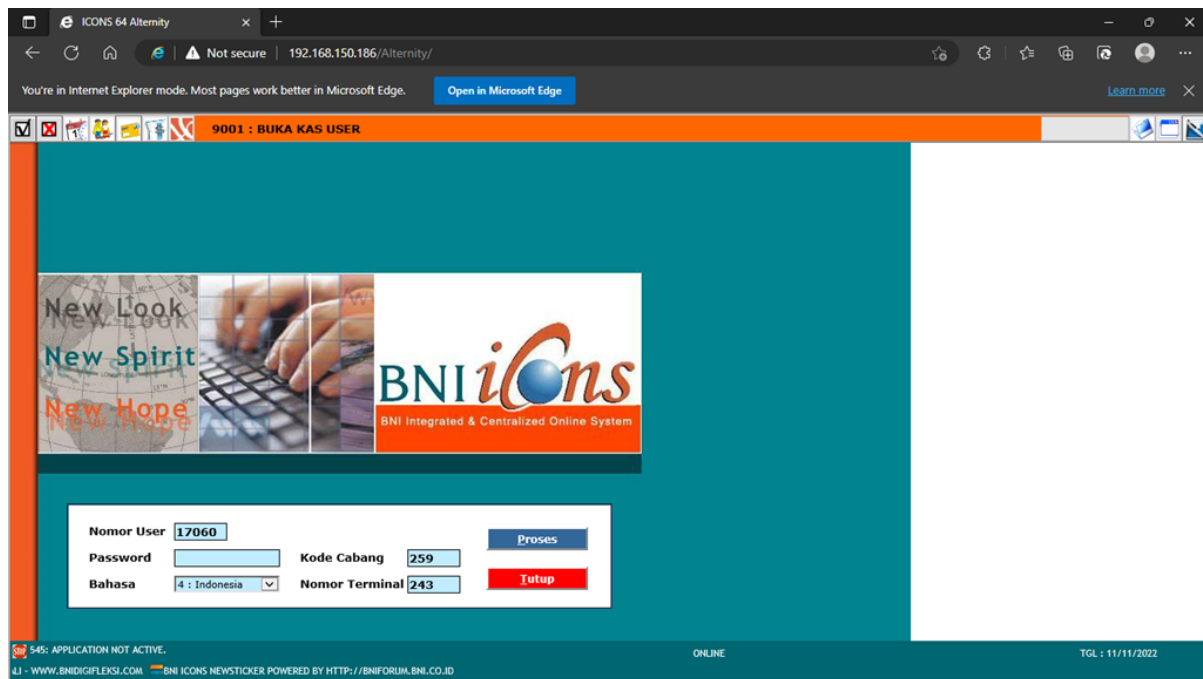 ICONS 64 Alternity
Not secure 192.168.150.186/Alternity/
You're in Internet Explorer mode. Most pages work better in Microsoft Edge. Open in Microsoft Edge Learn more
9001 : BUKA KAS USER
New Look
New Spirit
New Hope
BNI icons
BNI Integrated & Centralized Online System
Nomor User 17060
Proses
Password Kode Cabang 259
Bahasa 4 : Indonesia Nomor Terminal 243
Tutup
STOP 545: APPLICATION NOT ACTIVE. ONLINE TGL : 11/11/2022
- WWW.BNIDIGIFLEKSI.COM BNI ICONS NEWSTICKER POWERED BY HTTP://BNIFORUM.BNI.CO.ID